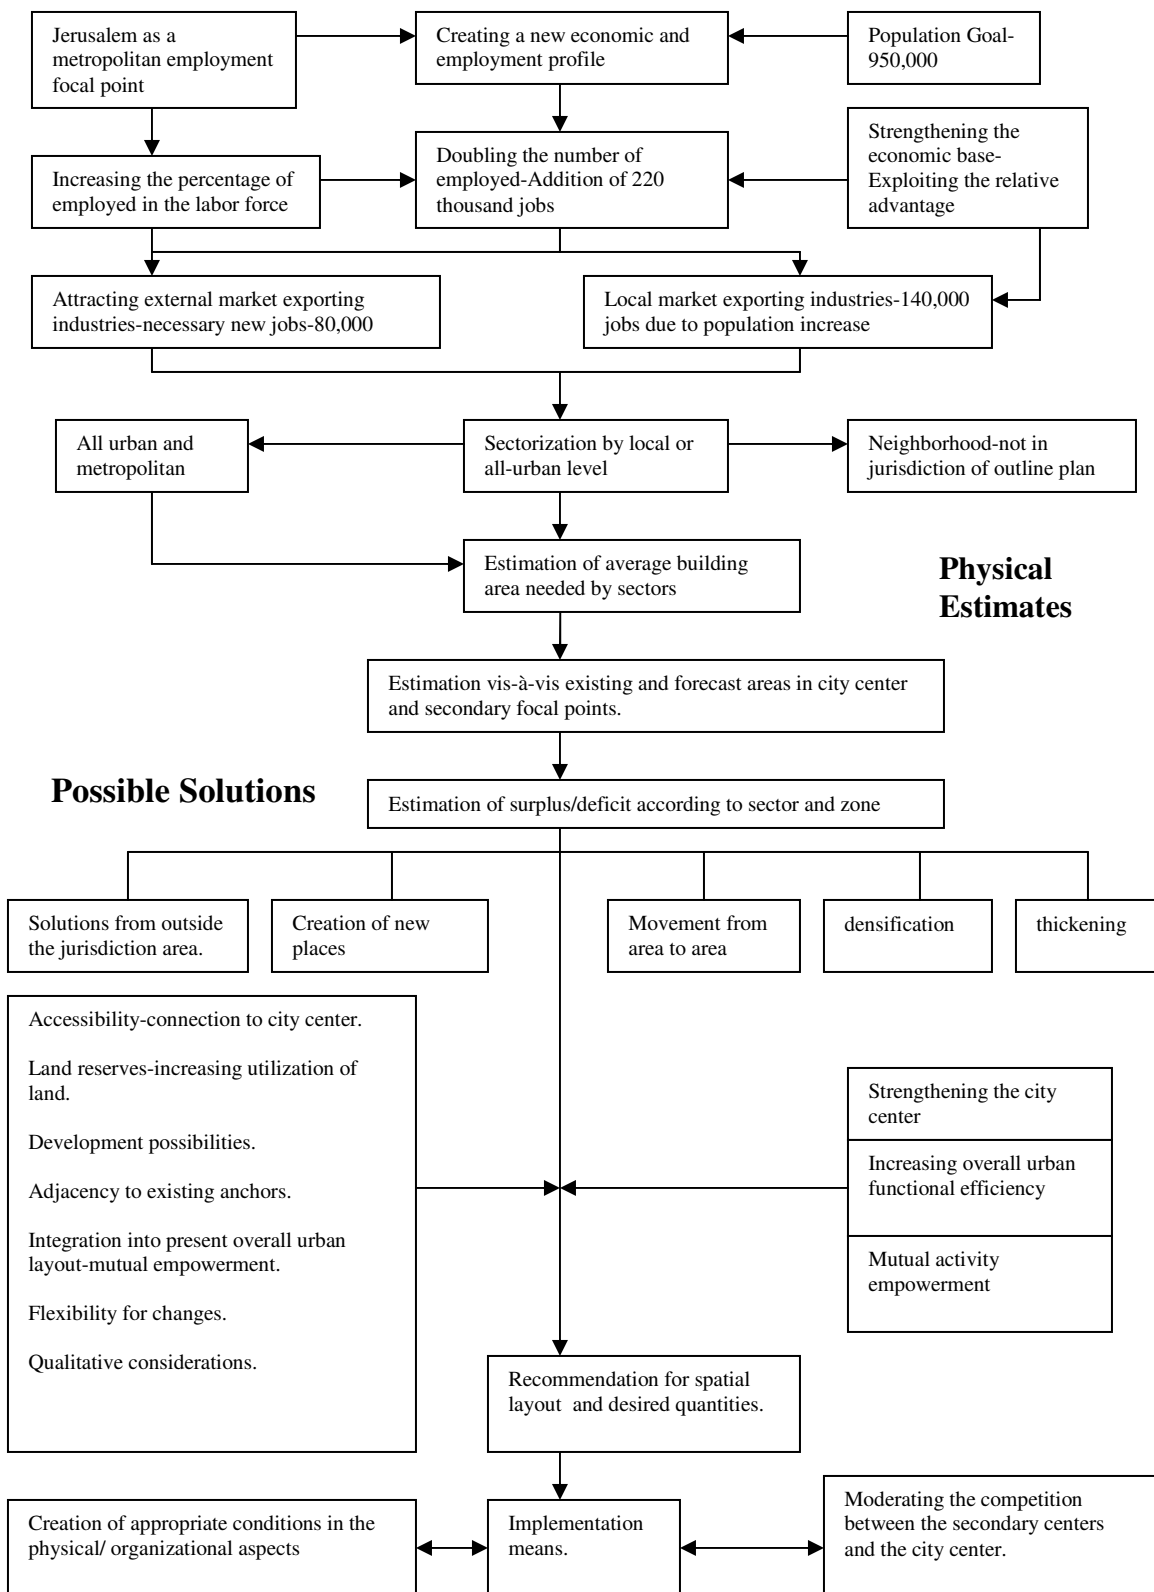 Jerusalem as a
metropolitan employment
focal point
Creating a new economic and
employment profile
Population Goal-
950,000
Increasing the percentage of
employed in the labor force
Doubling the number of
employed-Addition of 220
thousand jobs
Strengthening the
economic base-
Exploiting the relative
advantage
Attracting external market exporting
industries-necessary new jobs-80,000
Local market exporting industries-140,000
jobs due to population increase
All urban and
metropolitan
Sectorization by local or
all-urban level
Neighborhood-not in
jurisdiction of outline plan
Estimation of average building
area needed by sectors
Physical
Estimates
Estimation vis-à-vis existing and forecast areas in city center
and secondary focal points.
Possible Solutions
Estimation of surplus/deficit according to sector and zone
Solutions from outside
the jurisdiction area.
Creation of new
places
Movement from
area to area
densification
thickening
Accessibility-connection to city center.
Land reserves-increasing utilization of
land.
Development possibilities.
Adjacency to existing anchors.
Integration into present overall urban
layout-mutual empowerment.
Flexibility for changes.
Qualitative considerations.
Strengthening the city
center
Increasing overall urban
functional efficiency
Mutual activity
empowerment
Recommendation for spatial
layout and desired quantities.
Creation of appropriate conditions in the
physical/ organizational aspects
Implementation
means.
Moderating the competition
between the secondary centers
and the city center.